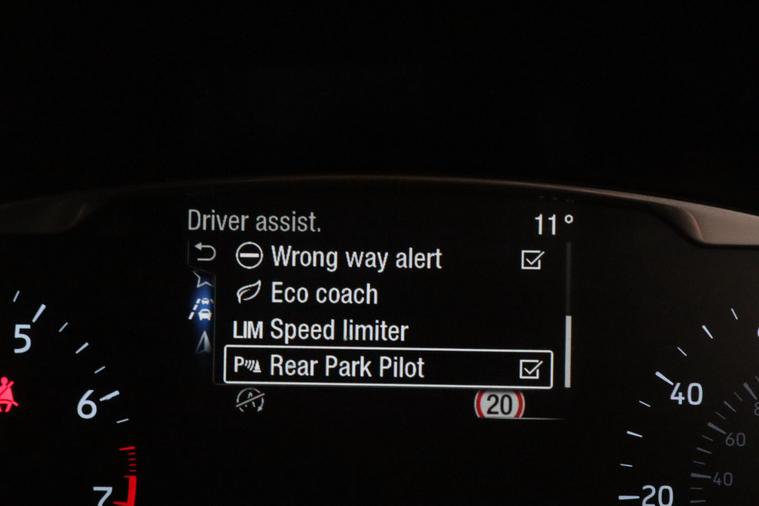 Driver assist.
11°
Wrong way alert
Eco coach
LIM Speed limiter
P Rear Park Pilot
20
5
6
7
40
20
60
40